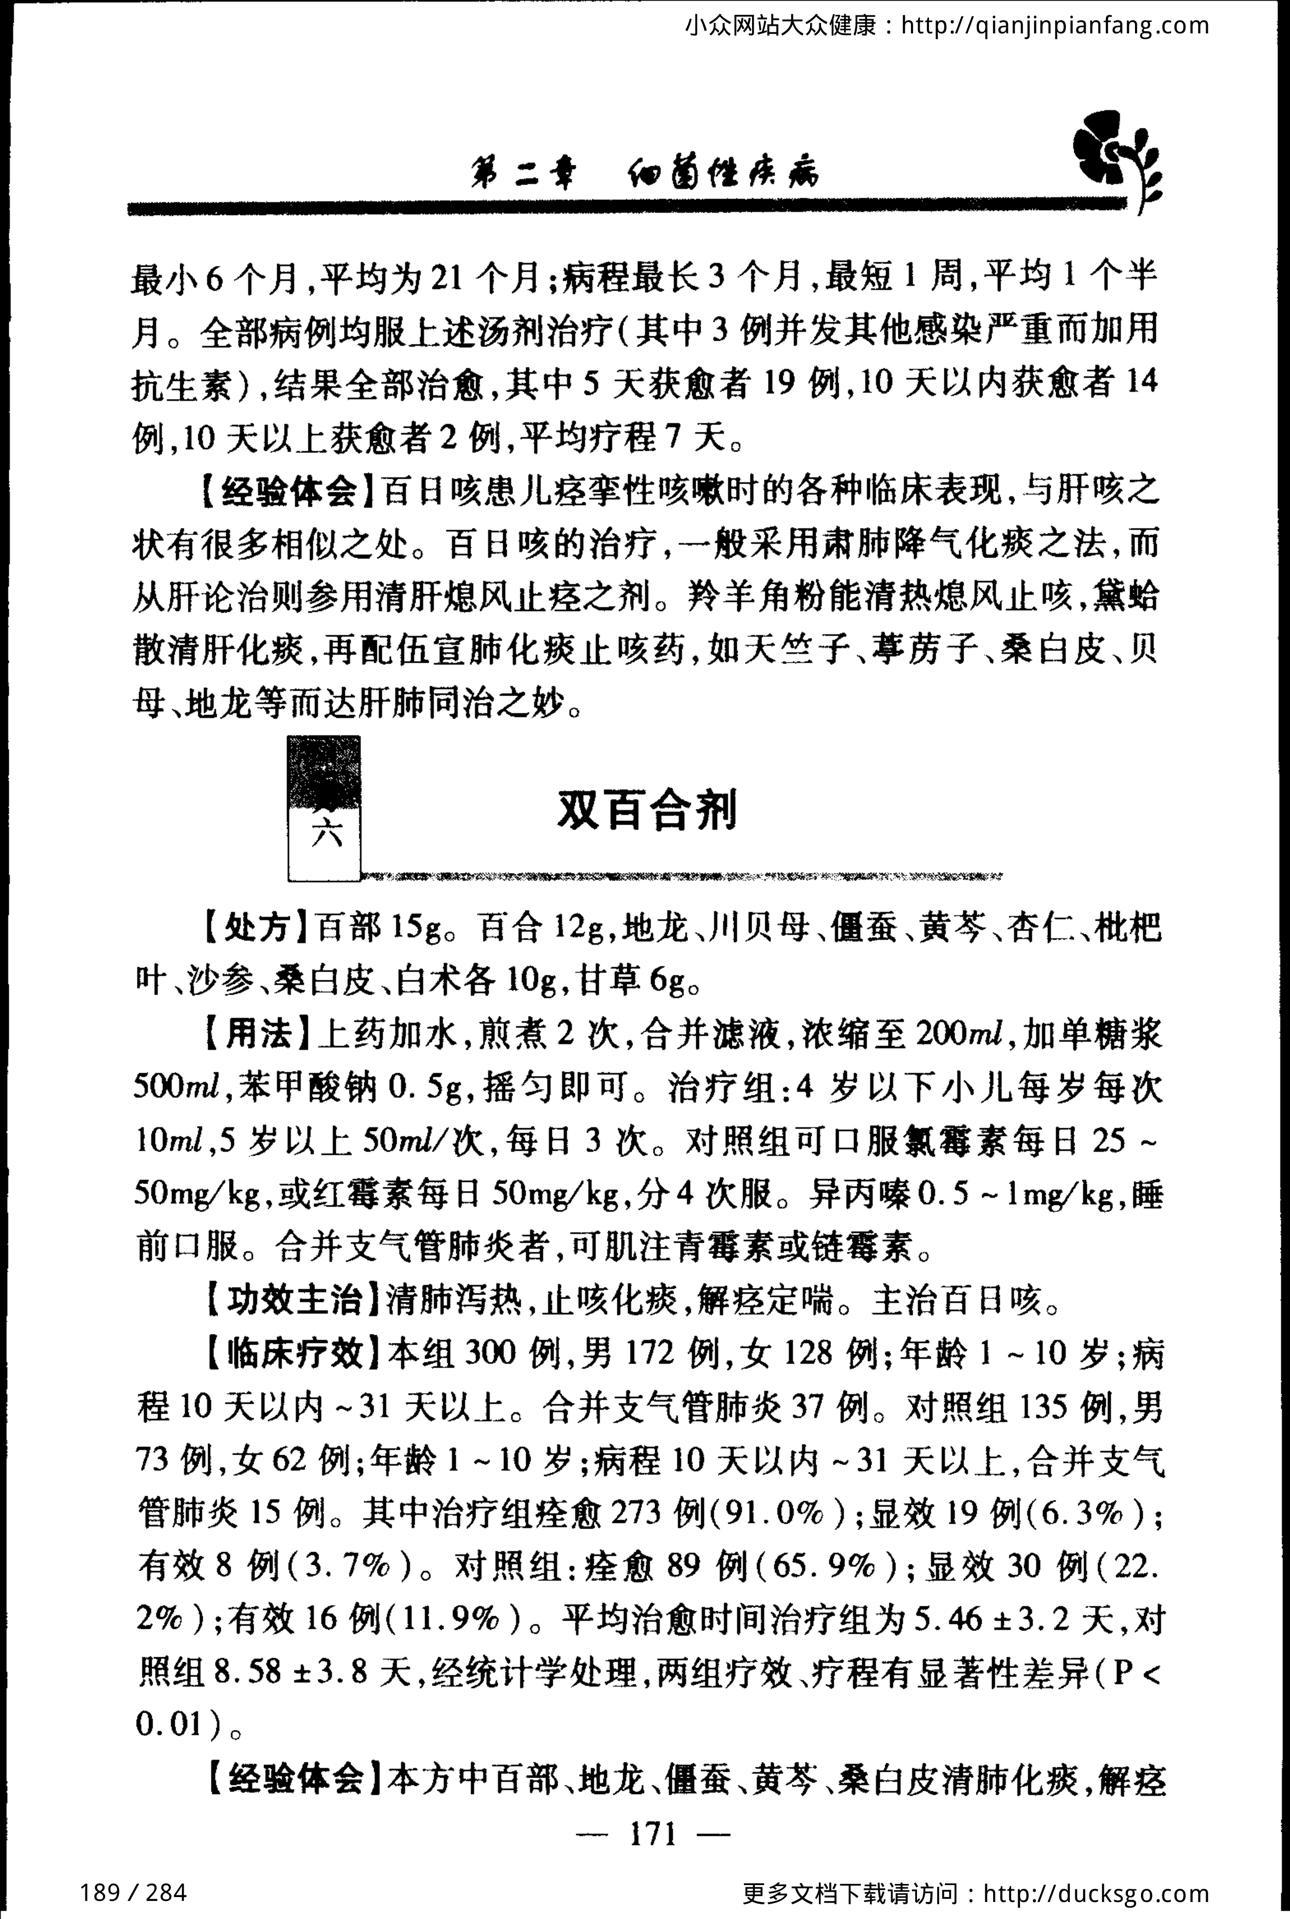 小众网站大众健康：http://qianjinpianfang.com
第二章 细菌性疾病
最小6个月,平均为21个月;病程最长3个月,最短1周,平均1个半
月。全部病例均服上述汤剂治疗(其中3例并发其他感染严重而加用
抗生素),结果全部治愈,其中5天获愈者19例,10天以内获愈者14
例,10天以上获愈者2例,平均疗程7天。
【经验体会】百日咳患儿痉挛性咳嗽时的各种临床表现,与肝咳之
状有很多相似之处。百日咳的治疗,一般采用肃肺降气化痰之法,而
从肝论治则参用清肝熄风止痉之剂。羚羊角粉能清热熄风止咳,黛蛤
散清肝化痰,再配伍宣肺化痰止咳药,如天竺子、葶苈子、桑白皮、贝
母、地龙等而达肝肺同治之妙。
六
双百合剂
【处方】百部15g。百合12g,地龙、川贝母、僵蚕、黄芩、杏仁、枇杷
叶、沙参、桑白皮、白术各10g,甘草6g。
【用法】上药加水,煎煮2次,合并滤液,浓缩至200ml,加单糖浆
500ml,苯甲酸钠0.5g,摇匀即可。治疗组:4岁以下小儿每岁每次
10ml,5岁以上50ml/次,每日3次。对照组可口服氯霉素每日25~
50mg/kg,或红霉素每日50mg/kg,分4次服。异丙嗪0.5~1mg/kg,睡
前口服。合并支气管肺炎者,可肌注青霉素或链霉素。
【功效主治】清肺泻热,止咳化痰,解痉定喘。主治百日咳。
【临床疗效】本组300例,男172例,女128例;年龄1~10岁;病
程10天以内~31天以上。合并支气管肺炎37例。对照组135例,男
73例,女62例;年龄1~10岁;病程10天以内~31天以上,合并支气
管肺炎15例。其中治疗组痊愈273例(91.0%);显效19例(6.3%);
有效8例(3.7%)。对照组:痊愈89例(65.9%);显效30例(22.
2%);有效16例(11.9%)。平均治愈时间治疗组为5.46±3.2天,对
照组8.58±3.8天,经统计学处理,两组疗效、疗程有显著性差异(P<
0.01)。
【经验体会】本方中百部、地龙、僵蚕、黄芩、桑白皮清肺化痰,解痉
— 171 —
189 / 284
更多文档下载请访问：http://ducksgo.com